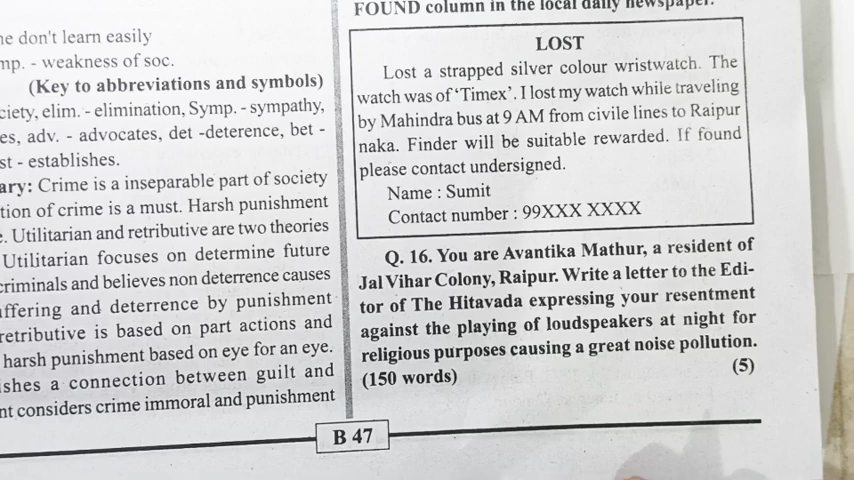 ne don't learn easily
mp. - weakness of soc.
(Key to abbreviations and symbols)
ciety, elim. - elimination, Symp. - sympathy,
es, adv. - advocates, det -deterence, bet -
st - establishes.
ary: Crime is a inseparable part of society
tion of crime is a must. Harsh punishment
. Utilitarian and retributive are two theories
Utilitarian focuses on determine future
criminals and believes non deterrence causes
uffering and deterrence by punishment
retributive is based on part actions and
harsh punishment based on eye for an eye.
ishes a connection between guilt and
nt considers crime immoral and punishment
FOUND column in the local daily newspaper.
LOST
Lost a strapped silver colour wristwatch. The
watch was of 'Timex'. I lost my watch while traveling
by Mahindra bus at 9 AM from civile lines to Raipur
naka. Finder will be suitable rewarded. If found
please contact undersigned.
Name : Sumit
Contact number : 99XXX XXXX
Q. 16. You are Avantika Mathur, a resident of
Jal Vihar Colony, Raipur. Write a letter to the Edi-
tor of The Hitavada expressing your resentment
against the playing of loudspeakers at night for
religious purposes causing a great noise pollution.
(150 words) (5)
B 47